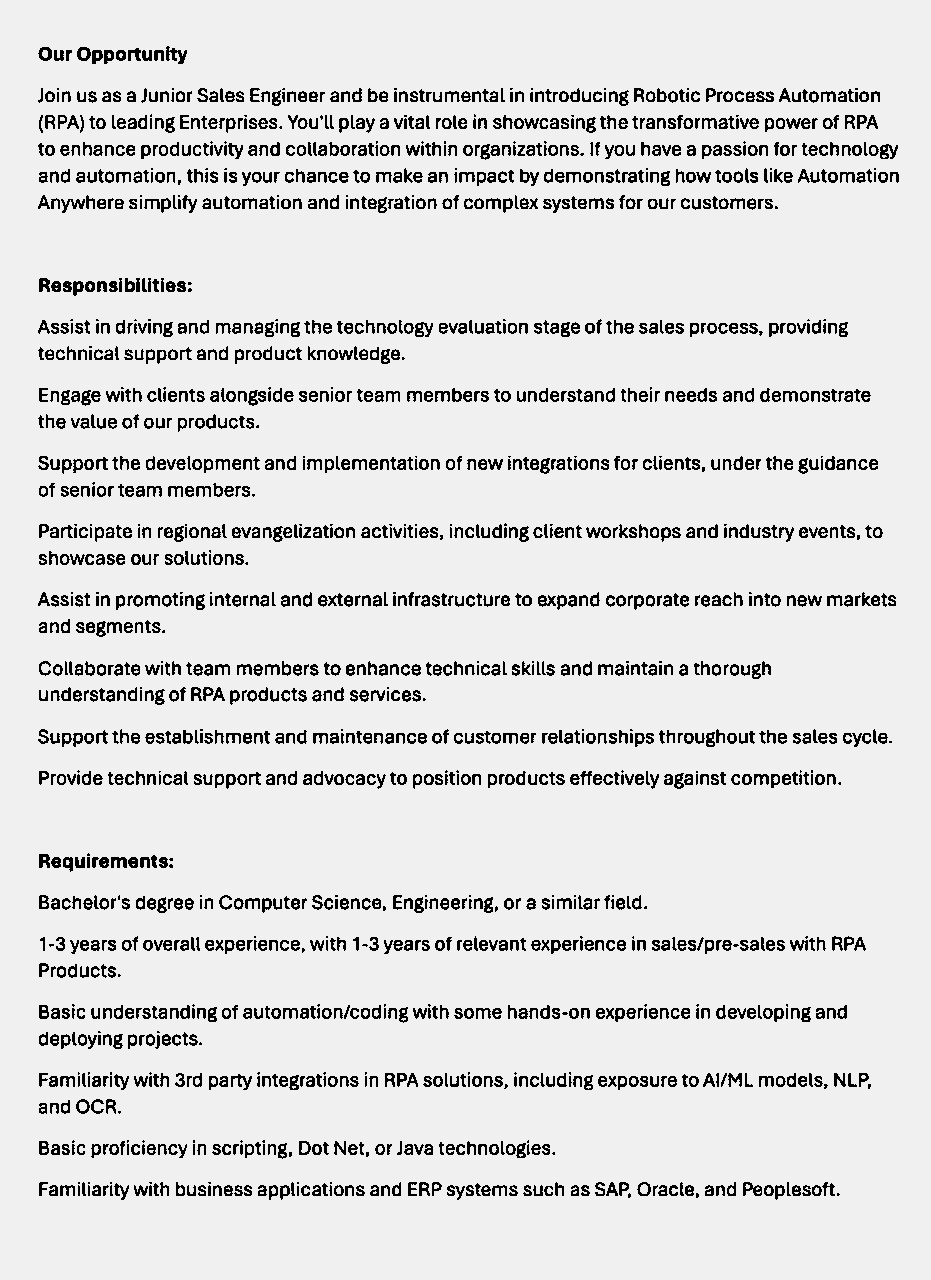 Our Opportunity
Join us as a Junior Sales Engineer and be instrumental in introducing Robotic Process Automation
(RPA) to leading Enterprises. You'll play a vital role in showcasing the transformative power of RPA
to enhance productivity and collaboration within organizations. If you have a passion for technology
and automation, this is your chance to make an impact by demonstrating how tools like Automation
Anywhere simplify automation and integration of complex systems for our customers.
Responsibilities:
Assist in driving and managing the technology evaluation stage of the sales process, providing
technical support and product knowledge.
Engage with clients alongside senior team members to understand their needs and demonstrate
the value of our products.
Support the development and implementation of new integrations for clients, under the guidance
of senior team members.
Participate in regional evangelization activities, including client workshops and industry events, to
showcase our solutions.
Assist in promoting internal and external infrastructure to expand corporate reach into new markets
and segments.
Collaborate with team members to enhance technical skills and maintain a thorough
understanding of RPA products and services.
Support the establishment and maintenance of customer relationships throughout the sales cycle.
Provide technical support and advocacy to position products effectively against competition.
Requirements:
Bachelor's degree in Computer Science, Engineering, or a similar field.
1-3 years of overall experience, with 1-3 years of relevant experience in sales/pre-sales with RPA
Products.
Basic understanding of automation/coding with some hands-on experience in developing and
deploying projects.
Familiarity with 3rd party integrations in RPA solutions, including exposure to AI/ML models, NLP,
and OCR.
Basic proficiency in scripting, Dot Net, or Java technologies.
Familiarity with business applications and ERP systems such as SAP, Oracle, and Peoplesoft.